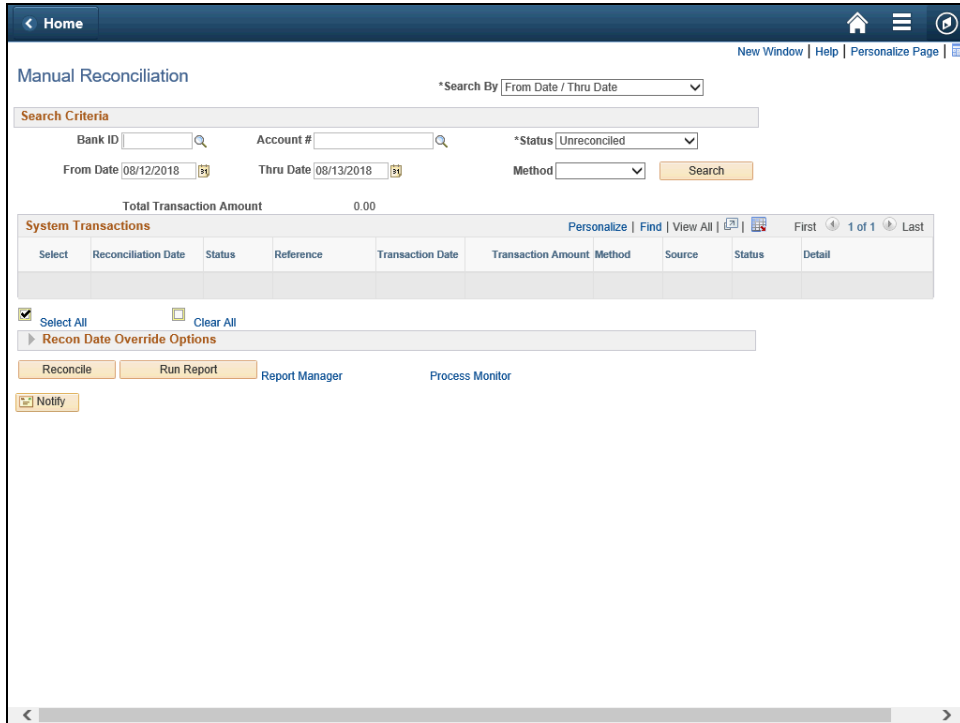 Home
New Window | Help | Personalize Page |
Manual Reconciliation
*Search By From Date / Thru Date
Search Criteria
Bank ID Account # *Status Unreconciled
From Date 08/12/2018 31 Thru Date 08/13/2018 31 Method Search
Total Transaction Amount 0.00
System Transactions Personalize | Find | View All | | First 1 of 1 Last
Select Reconciliation Date Status Reference Transaction Date Transaction Amount Method Source Status Detail
Select All Clear All
Recon Date Override Options
Reconcile Run Report Report Manager Process Monitor
Notify